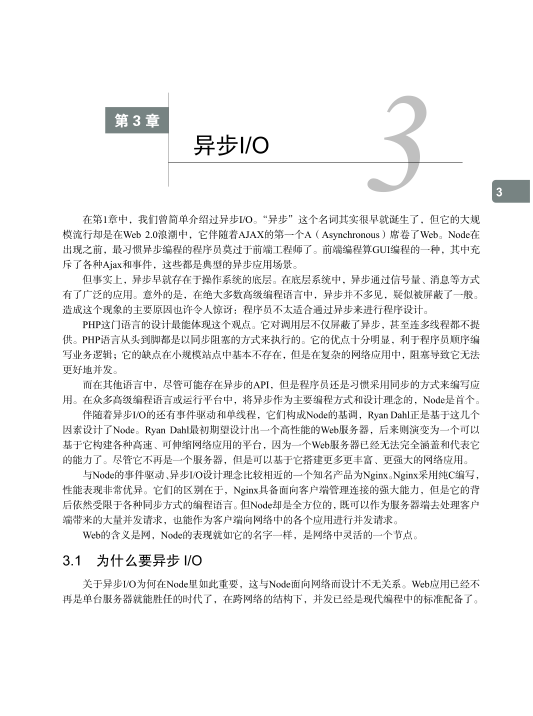 第 3 章
3
异步I/O
3
在第1章中，我们曾简单介绍过异步I/O。“异步”这个名词其实很早就诞生了，但它的大规
模流行却是在Web 2.0浪潮中，它伴随着AJAX的第一个A（Asynchronous）席卷了Web。Node在
出现之前，最习惯异步编程的程序员莫过于前端工程师了。前端编程算GUI编程的一种，其中充
斥了各种Ajax和事件，这些都是典型的异步应用场景。
但事实上，异步早就存在于操作系统的底层。在底层系统中，异步通过信号量、消息等方式
有了广泛的应用。意外的是，在绝大多数高级编程语言中，异步并不多见，疑似被屏蔽了一般。
造成这个现象的主要原因也许令人惊讶：程序员不太适合通过异步来进行程序设计。
PHP这门语言的设计最能体现这个观点。它对调用层不仅屏蔽了异步，甚至连多线程都不提
供。PHP语言从头到脚都是以同步阻塞的方式来执行的。它的优点十分明显，利于程序员顺序编
写业务逻辑；它的缺点在小规模站点中基本不存在，但是在复杂的网络应用中，阻塞导致它无法
更好地并发。
而在其他语言中，尽管可能存在异步的API，但是程序员还是习惯采用同步的方式来编写应
用。在众多高级编程语言或运行平台中，将异步作为主要编程方式和设计理念的，Node是首个。
伴随着异步I/O的还有事件驱动和单线程，它们构成Node的基调，Ryan Dahl正是基于这几个
因素设计了Node。Ryan Dahl最初期望设计出一个高性能的Web服务器，后来则演变为一个可以
基于它构建各种高速、可伸缩网络应用的平台，因为一个Web服务器已经无法完全涵盖和代表它
的能力了。尽管它不再是一个服务器，但是可以基于它搭建更多更丰富、更强大的网络应用。
与Node的事件驱动、异步I/O设计理念比较相近的一个知名产品为Nginx。Nginx采用纯C编写，
性能表现非常优异。它们的区别在于，Nginx具备面向客户端管理连接的强大能力，但是它的背
后依然受限于各种同步方式的编程语言。但Node却是全方位的，既可以作为服务器端去处理客户
端带来的大量并发请求，也能作为客户端向网络中的各个应用进行并发请求。
Web的含义是网，Node的表现就如它的名字一样，是网络中灵活的一个节点。
3.1 为什么要异步 I/O
关于异步I/O为何在Node里如此重要，这与Node面向网络而设计不无关系。Web应用已经不
再是单台服务器就能胜任的时代了，在跨网络的结构下，并发已经是现代编程中的标准配备了。